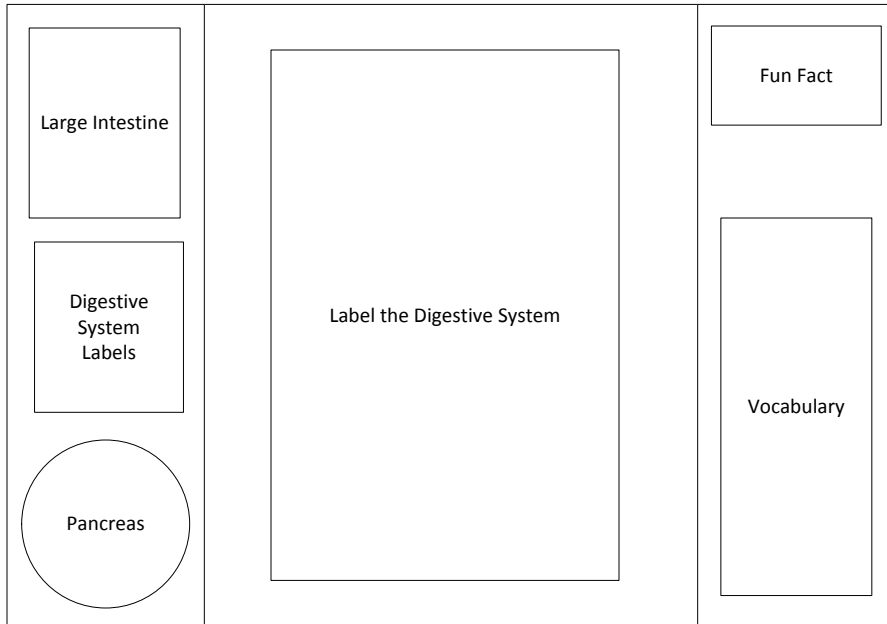 Large Intestine
Digestive
System
Labels
Pancreas
Label the Digestive System
Fun Fact
Vocabulary